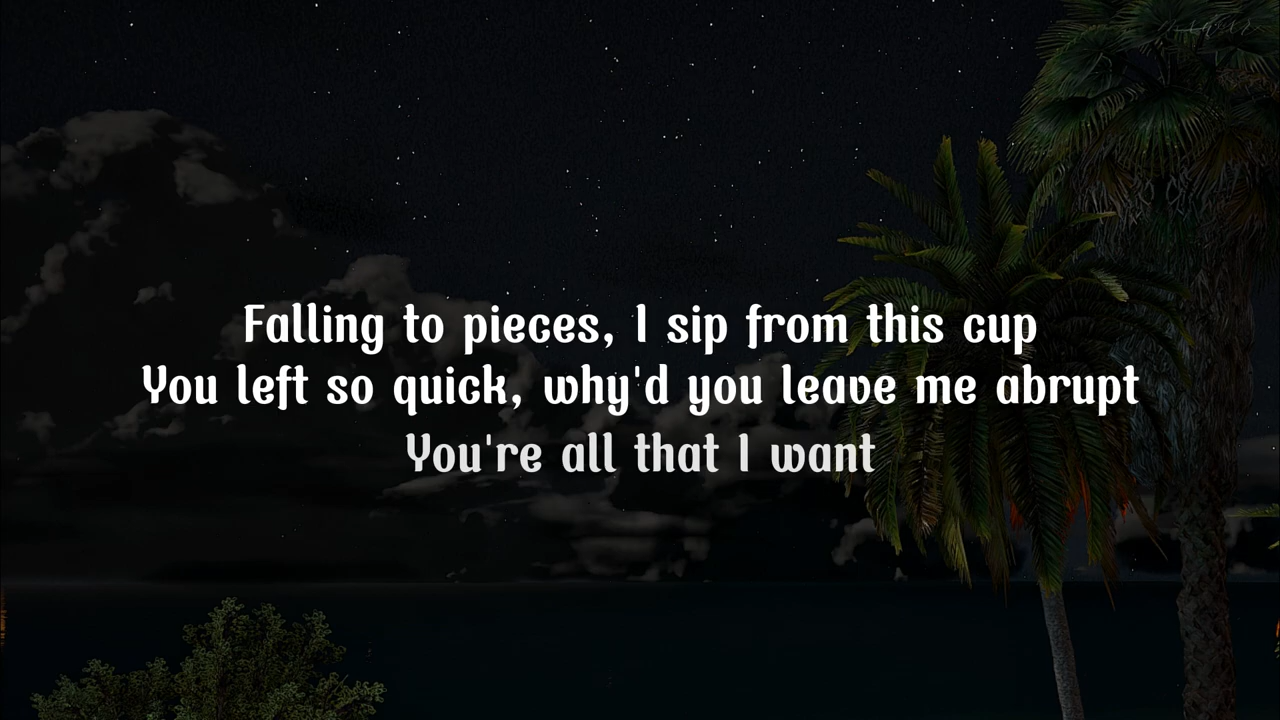 Falling to pieces, I sip from this cup
You left so quick, why'd you leave me abrupt
You're all that I want